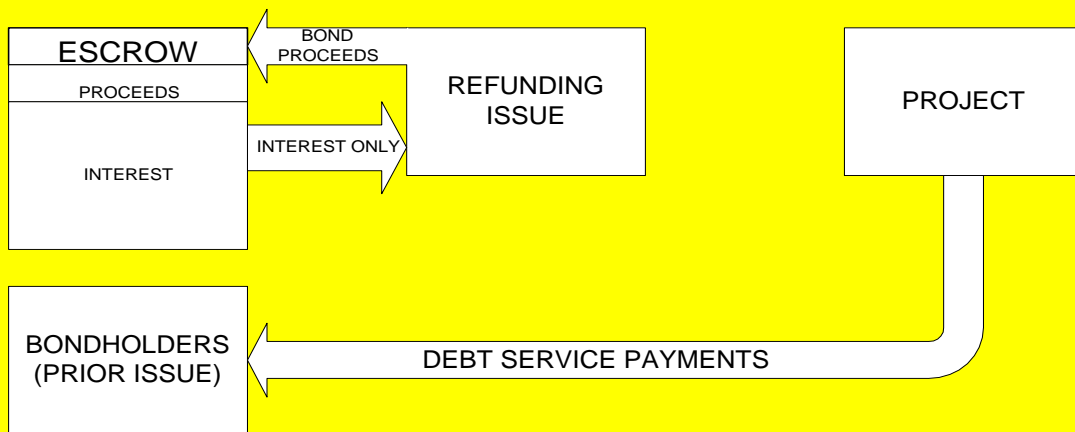 ESCROW
PROCEEDS
INTEREST
BOND
PROCEEDS
INTEREST ONLY
REFUNDING
ISSUE
PROJECT
BONDHOLDERS
(PRIOR ISSUE)
DEBT SERVICE PAYMENTS